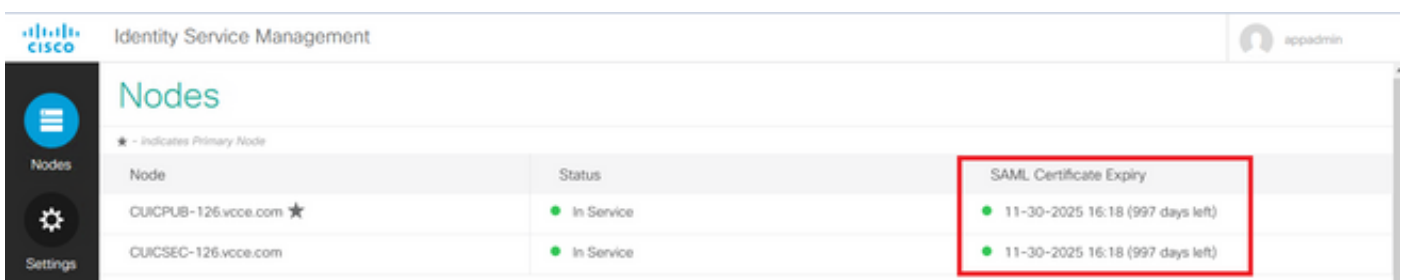 CISCO
Identity Service Management
appadmin
Nodes
★ - indicates Primary Node
Nodes
Node Status SAML Certificate Expiry
CUICPUB-126.vcce.com ★ In Service 11-30-2025 16:18 (997 days left)
CUICSEC-126.vcce.com In Service 11-30-2025 16:18 (997 days left)
Settings